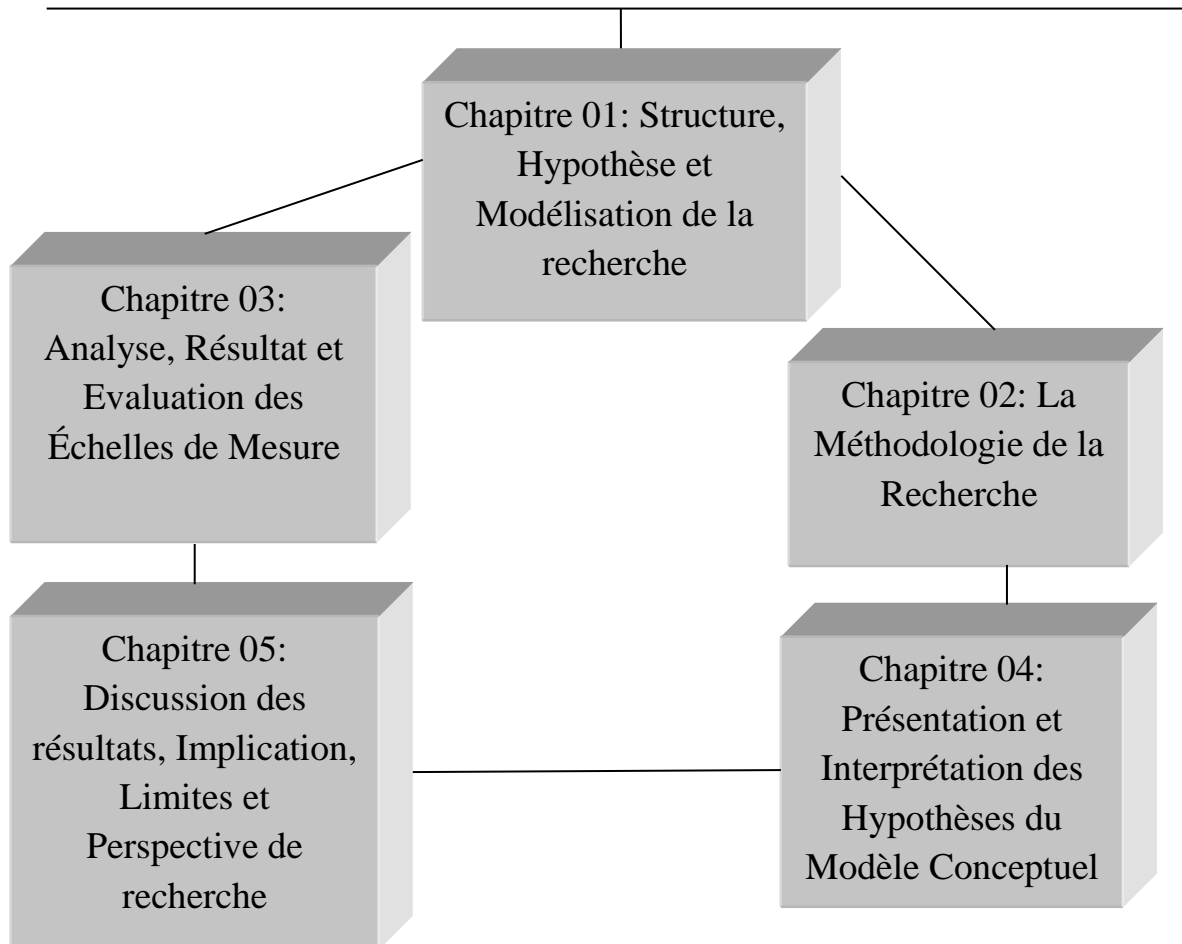 Chapitre 01: Structure,
Hypothèse et
Modélisation de la
recherche
Chapitre 03:
Analyse, Résultat et
Evaluation des
Échelles de Mesure
Chapitre 02: La
Méthodologie de la
Recherche
Chapitre 05:
Discussion des
résultats, Implication,
Limites et
Perspective de
recherche
Chapitre 04:
Présentation et
Interprétation des
Hypothèses du
Modèle Conceptuel